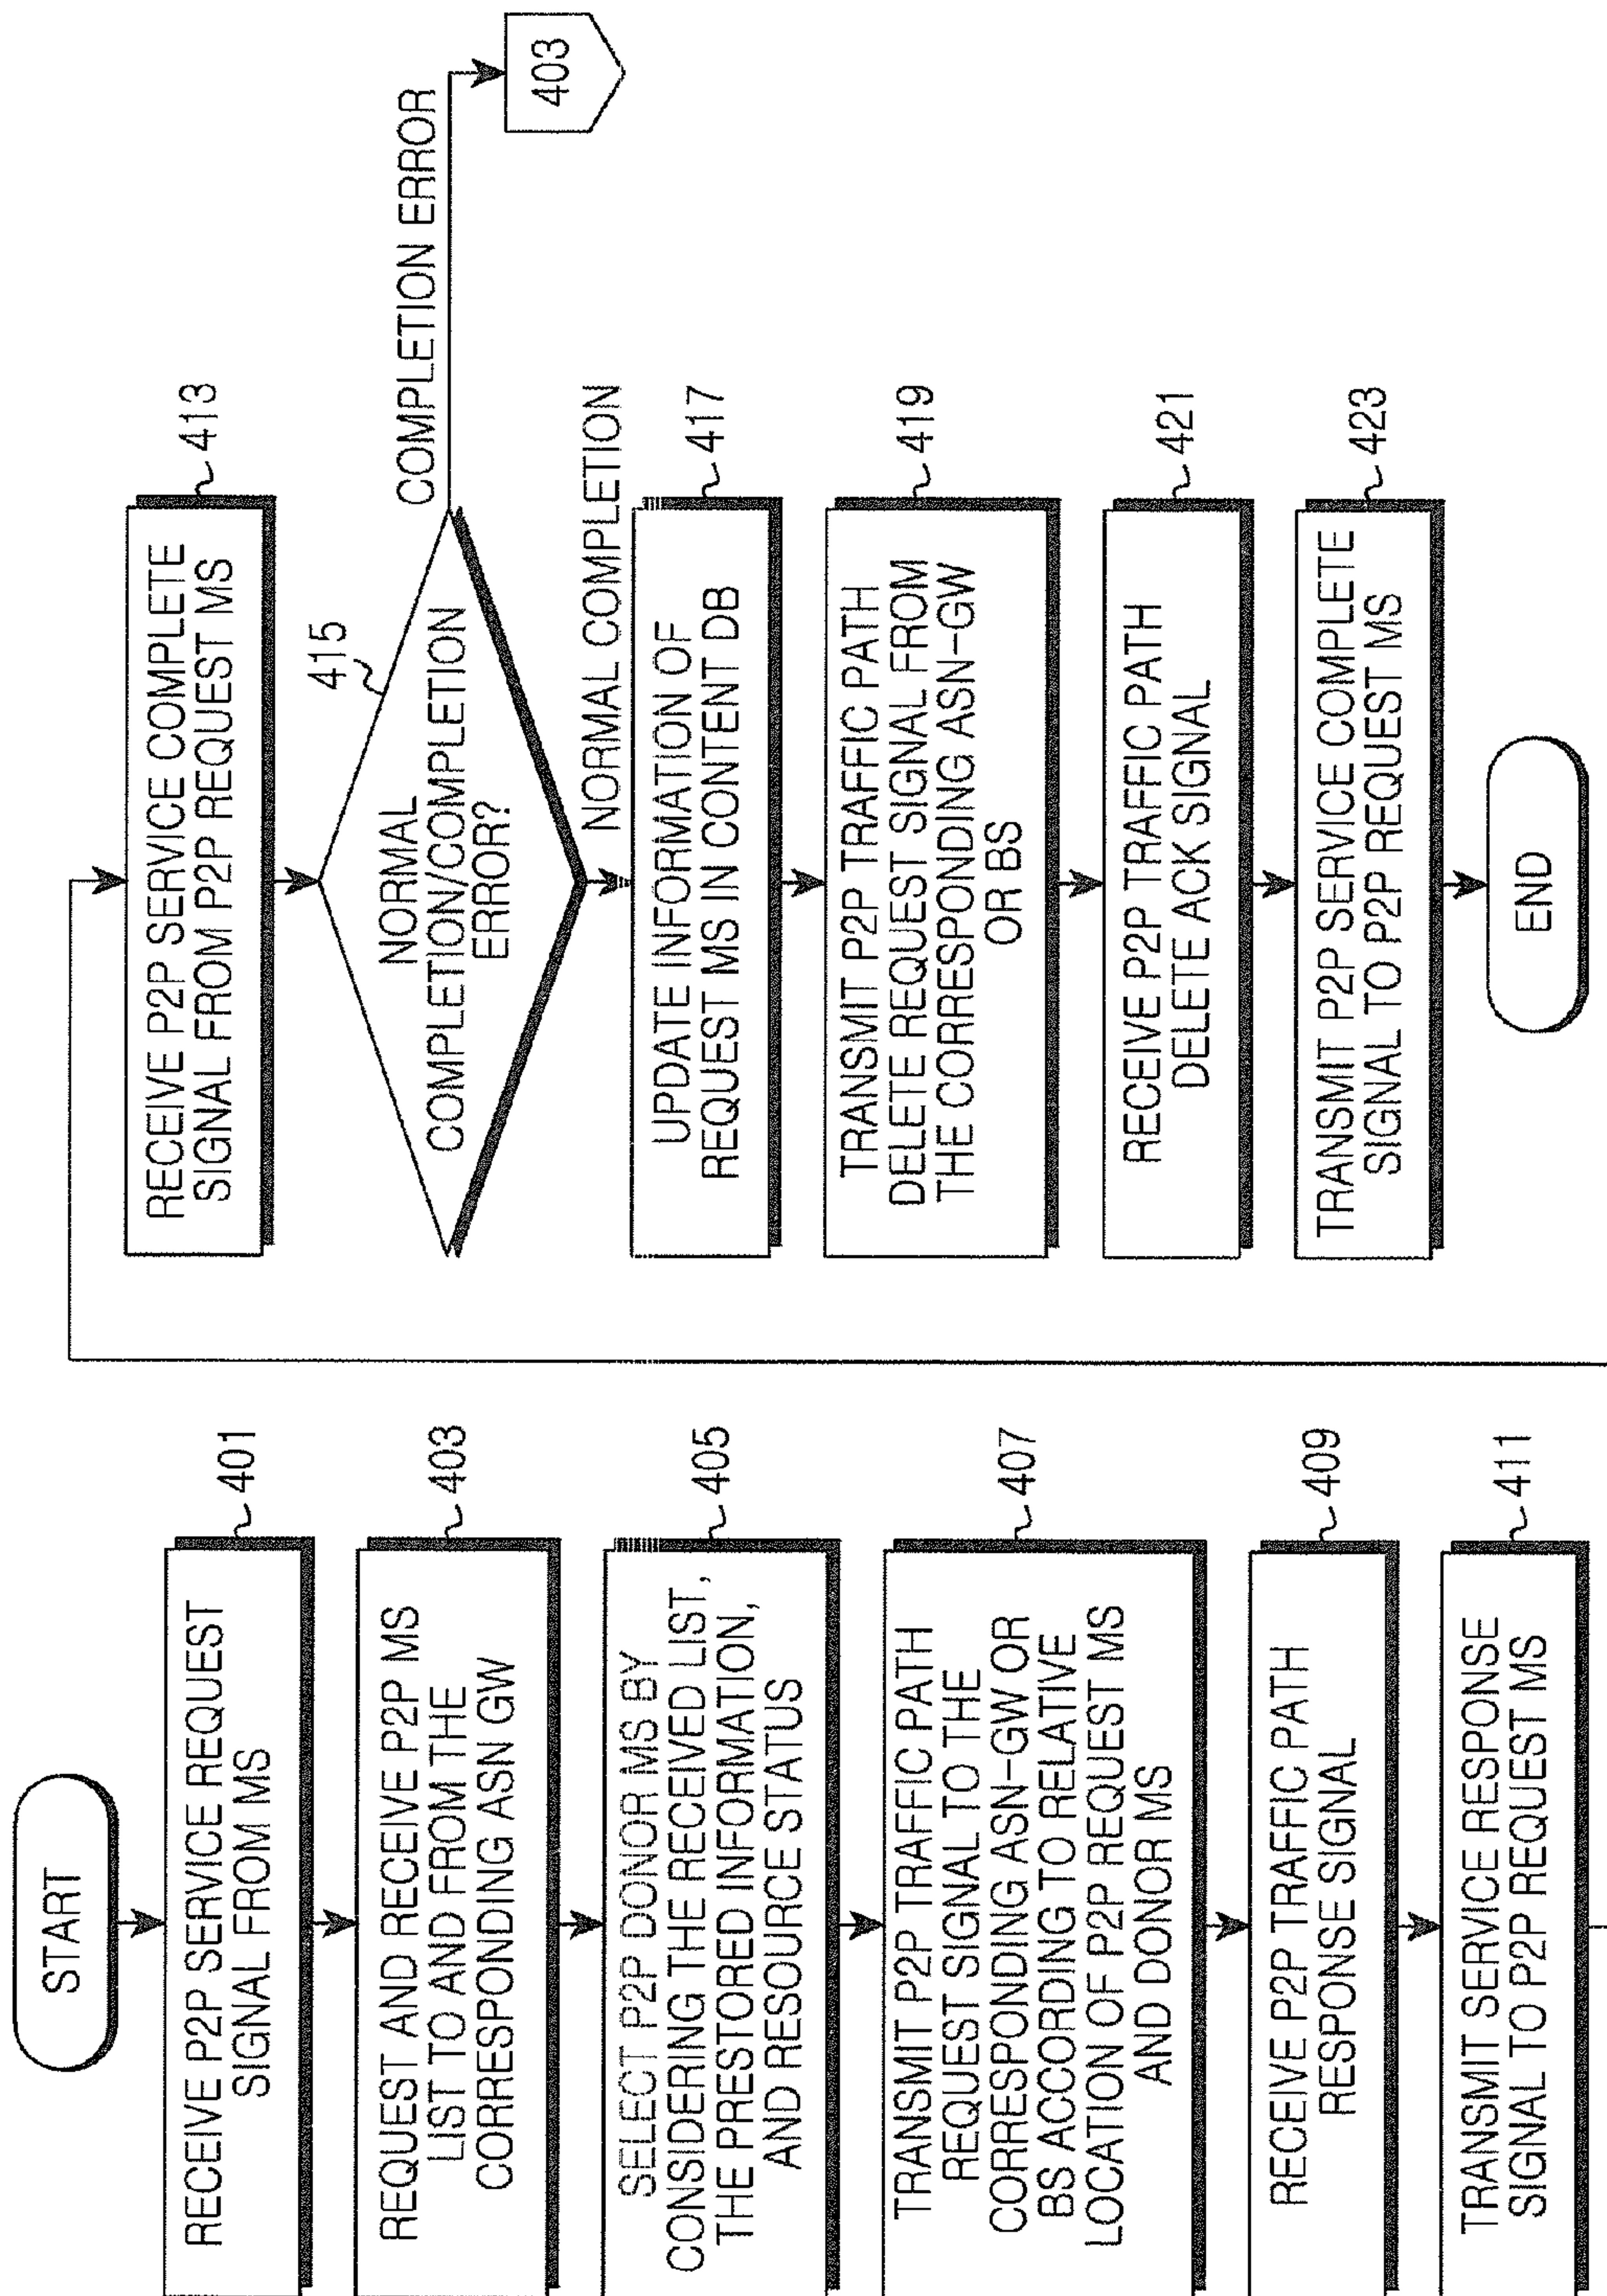 START
RECEIVE P2P SERVICE REQUEST
SIGNAL FROM MS
401
REQUEST AND RECEIVE P2P MS
LIST TO AND FROM THE
CORRESPONDING ASN GW
403
SELECT P2P DONOR MS BY
CONSIDERING THE RECEIVED LIST,
THE PRESTORED INFORMATION,
AND RESOURCE STATUS
405
TRANSMIT P2P TRAFFIC PATH
REQUEST SIGNAL TO THE
CORRESPONDING ASN-GW OR
BS ACCORDING TO RELATIVE
LOCATION OF P2P REQUEST MS
AND DONOR MS
407
RECEIVE P2P TRAFFIC PATH
RESPONSE SIGNAL
409
TRANSMIT SERVICE RESPONSE
SIGNAL TO P2P REQUEST MS
411
RECEIVE P2P SERVICE COMPLETE
SIGNAL FROM P2P REQUEST MS
413
NORMAL
COMPLETION/COMPLETION
ERROR?
415
COMPLETION ERROR
403
NORMAL COMPLETION
UPDATE INFORMATION OF
REQUEST MS IN CONTENT DB
417
TRANSMIT P2P TRAFFIC PATH
DELETE REQUEST SIGNAL FROM
THE CORRESPONDING ASN-GW
OR BS
419
RECEIVE P2P TRAFFIC PATH
DELETE ACK SIGNAL
421
TRANSMIT P2P SERVICE COMPLETE
SIGNAL TO P2P REQUEST MS
423
END